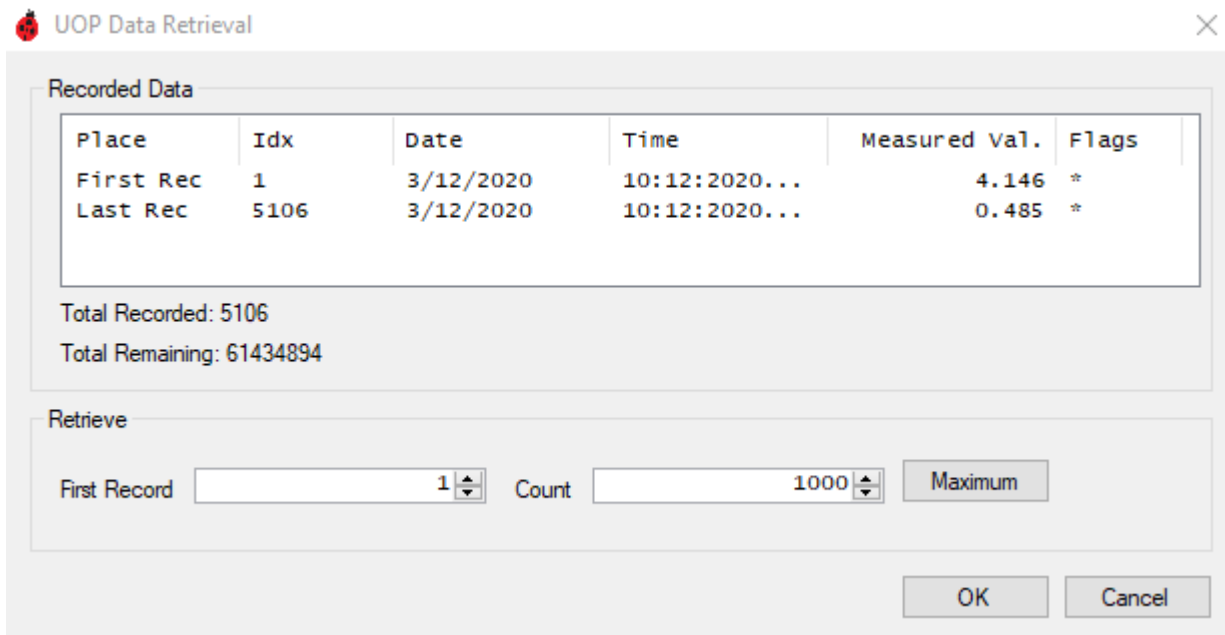 UOP Data Retrieval
Recorded Data
Place Idx Date Time Measured Val. Flags
First Rec 1 3/12/2020 10:12:2020... 4.146 *
Last Rec 5106 3/12/2020 10:12:2020... 0.485 *
Total Recorded: 5106
Total Remaining: 61434894
Retrieve
First Record 1 Count 1000 Maximum
OK Cancel